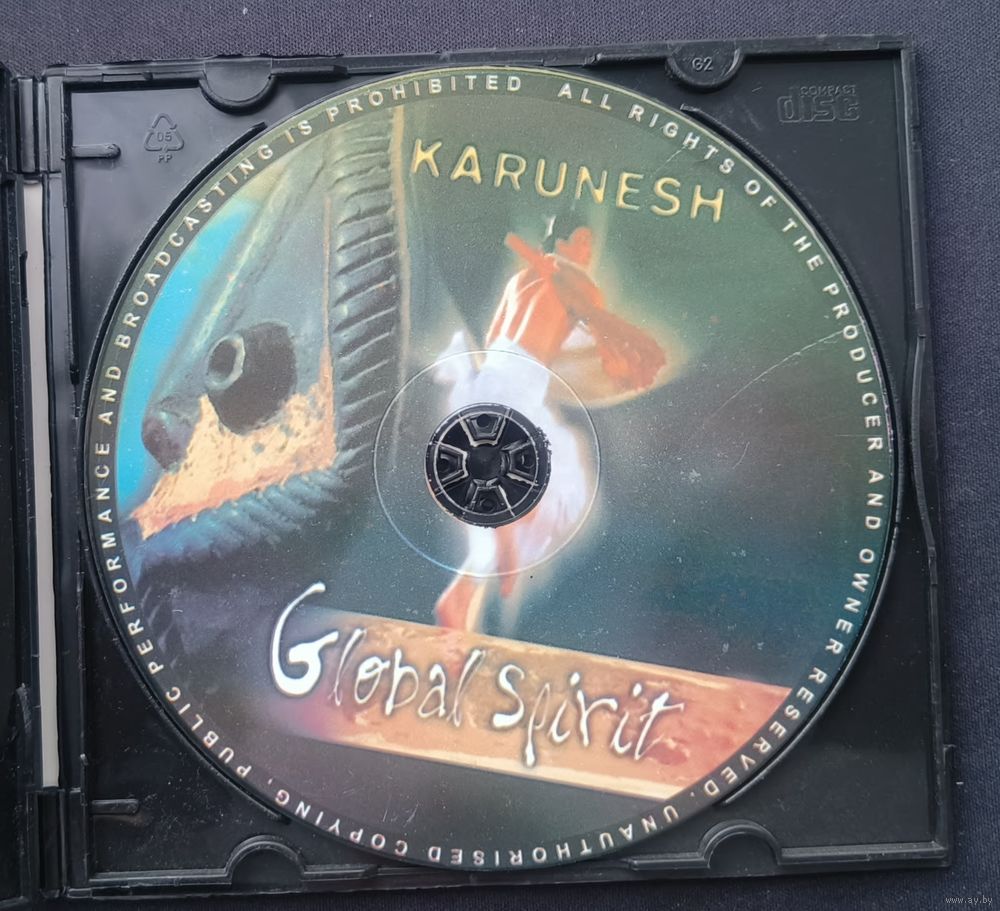 KARUNESH
Global Spirit
ALL RIGHTS OF THE PRODUCER AND OWNER RESERVED. UNAUTHORISED COPYING, PUBLIC PERFORMANCE AND BROADCASTING IS PROHIBITED
G2
COMPACT
disc
05
PP
www.ay.by